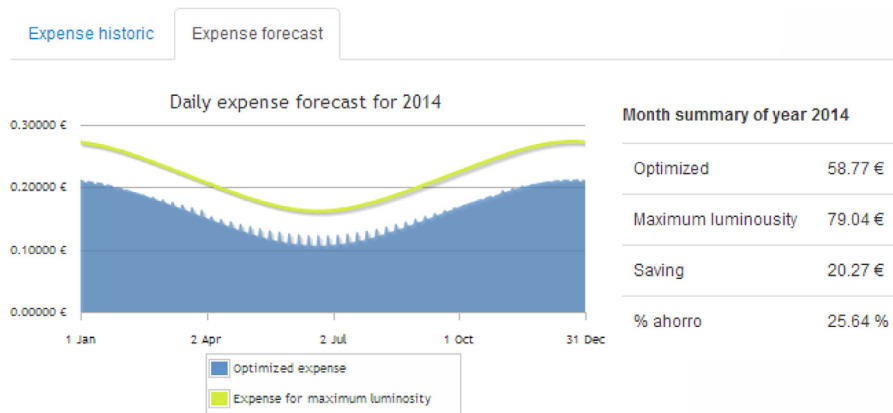 Expense historic
Expense forecast
Daily expense forecast for 2014
0.30000 €
0.20000 €
0.10000 €
0.00000 €
1 Jan
2 Apr
2 Jul
1 Oct
31 Dec
Optimized expense
Expense for maximum luminosity
Month summary of year 2014
Optimized 58.77 €
Maximum luminousity 79.04 €
Saving 20.27 €
% ahorro 25.64 %